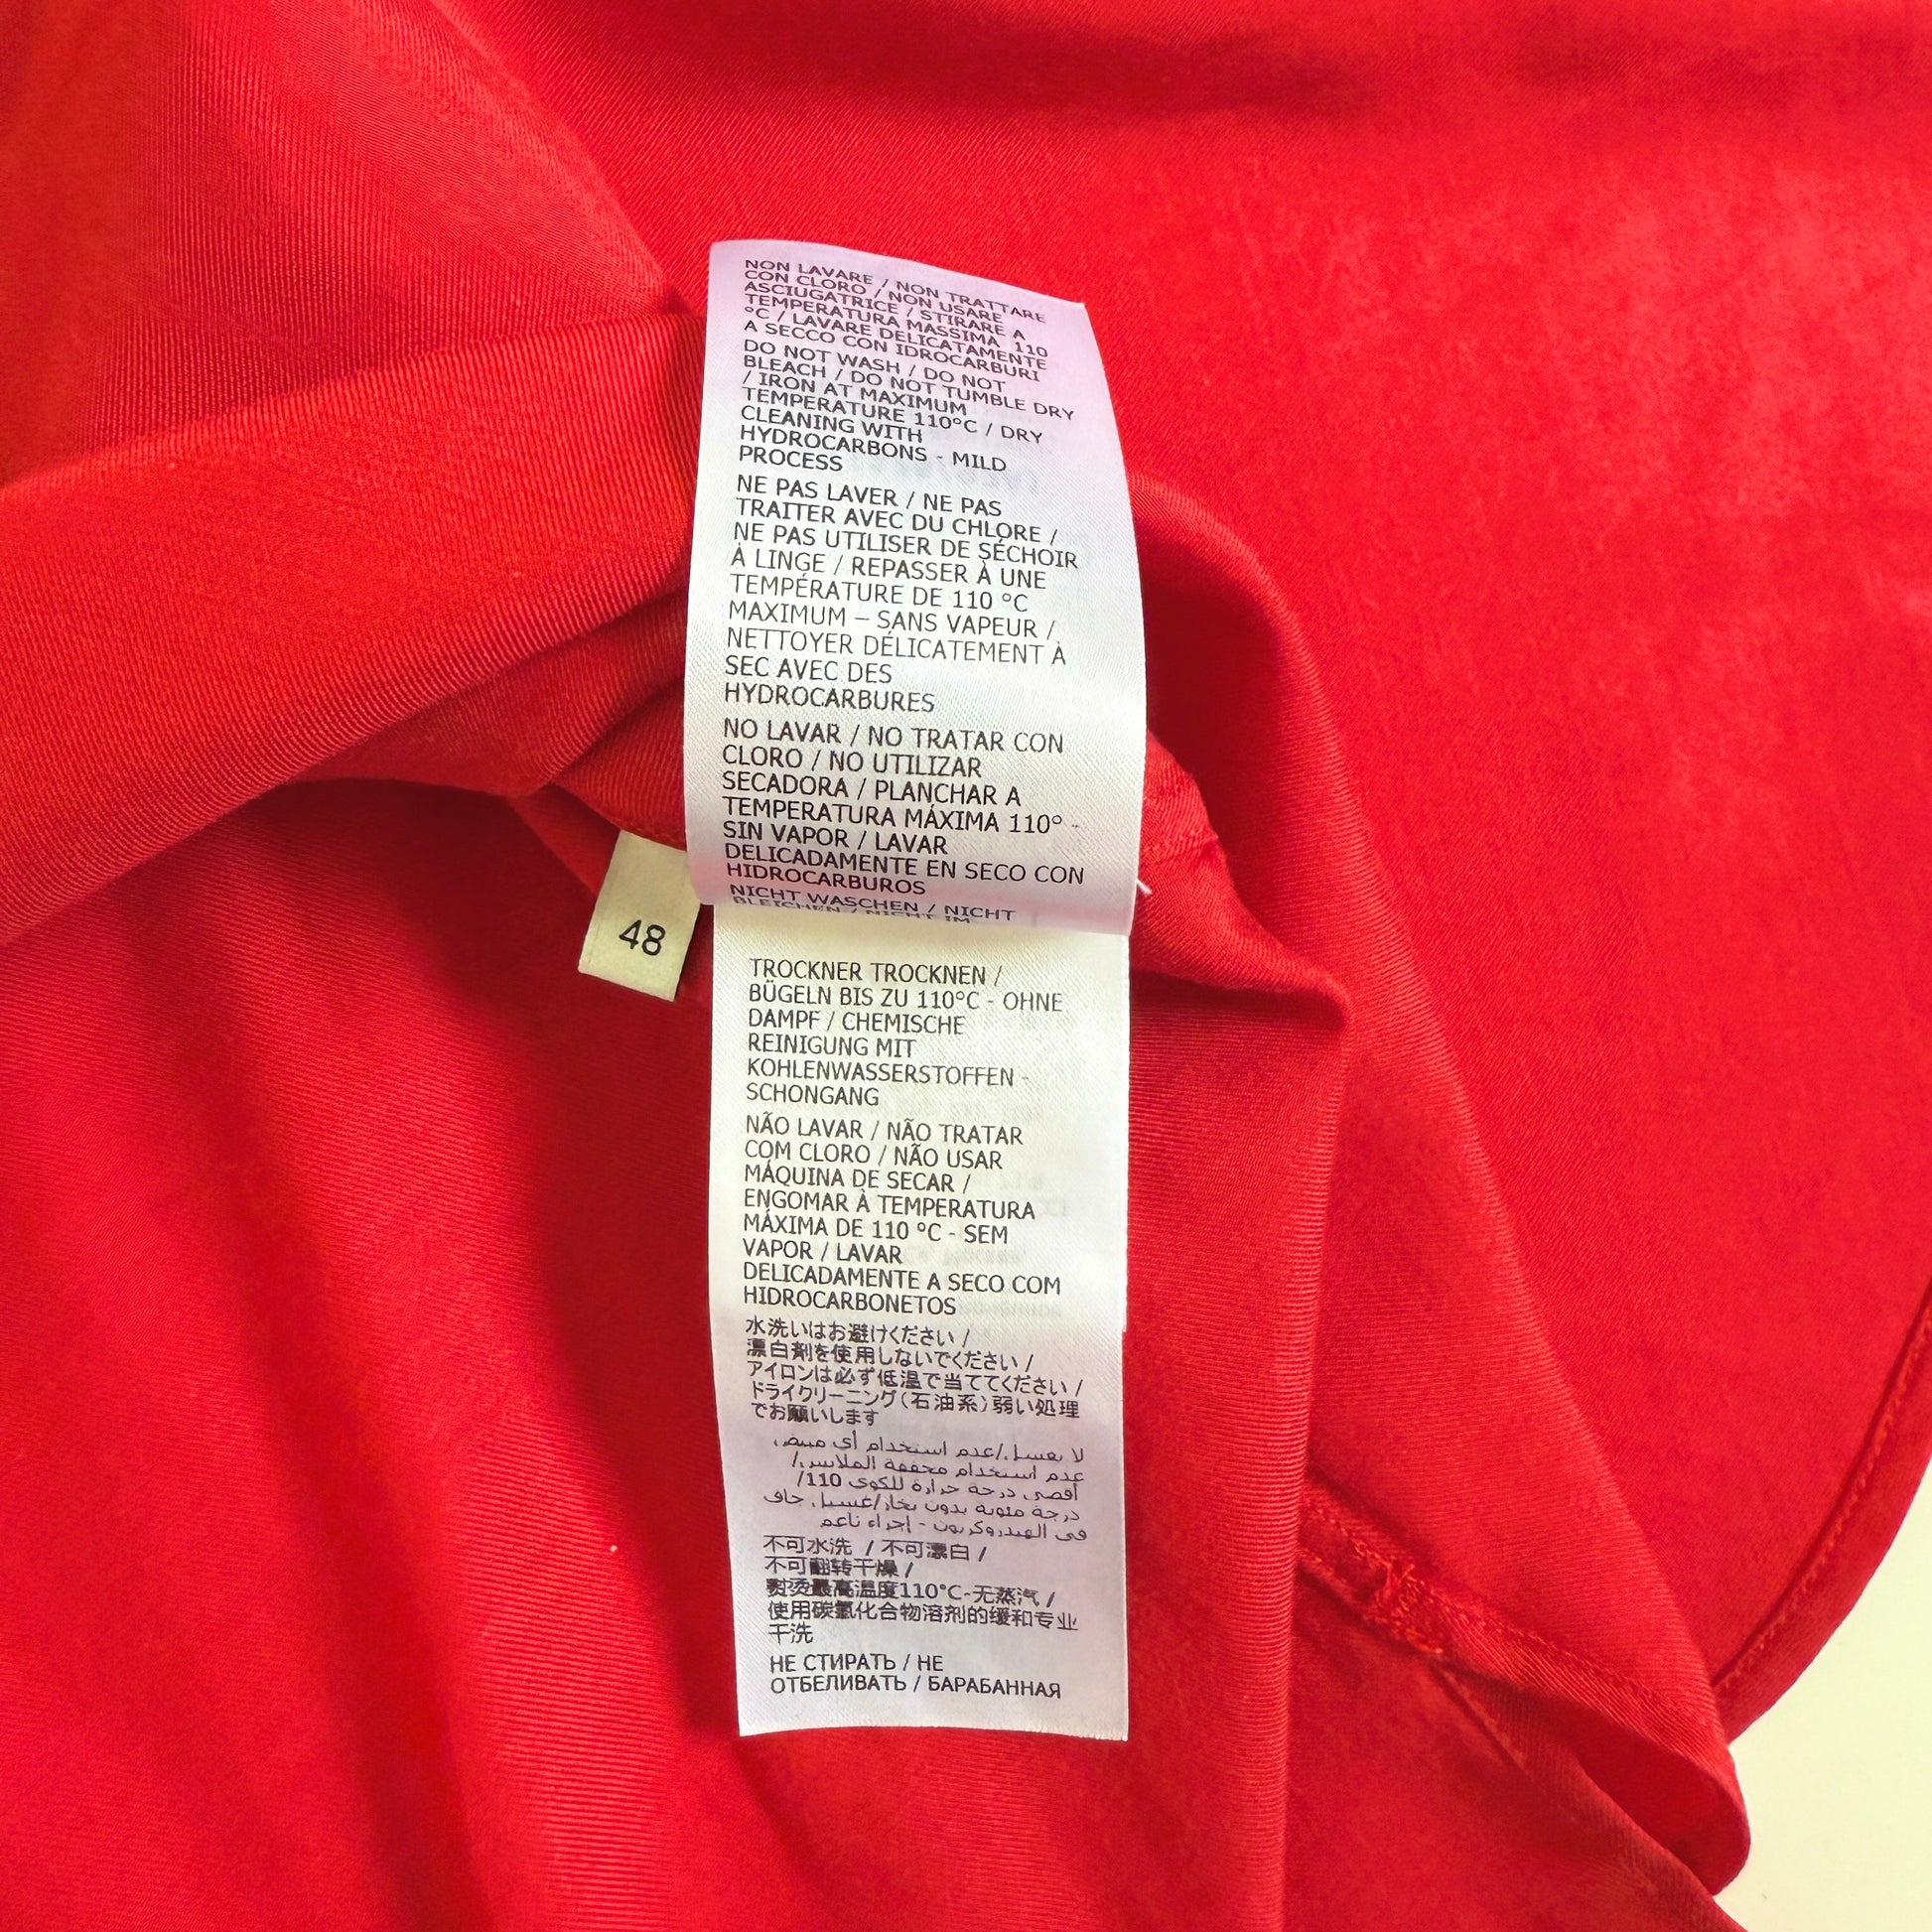 NON LAVARE / NON TRATTARE
CON CLORO / NON USARE
ASCIUGATRICE / STIRARE A
TEMPERATURA MASSIMA 110
°C / LAVARE DELICATAMENTE
A SECCO CON IDROCARBURI
DO NOT WASH / DO NOT
BLEACH / DO NOT TUMBLE DRY
/ IRON AT MAXIMUM
TEMPERATURE 110°C / DRY
CLEANING WITH
HYDROCARBONS - MILD
PROCESS
NE PAS LAVER / NE PAS
TRAITER AVEC DU CHLORE /
NE PAS UTILISER DE SÉCHOIR
À LINGE / REPASSER À UNE
TEMPÉRATURE DE 110 °C
MAXIMUM – SANS VAPEUR /
NETTOYER DÉLICATEMENT À
SEC AVEC DES
HYDROCARBURES
NO LAVAR / NO TRATAR CON
CLORO / NO UTILIZAR
SECADORA / PLANCHAR A
TEMPERATURA MÁXIMA 110° -
SIN VAPOR / LAVAR
DELICADAMENTE EN SECO CON
HIDROCARBUROS
NICHT WASCHEN / NICHT
BLEICHEN / NICHT IM
48
TROCKNER TROCKNEN /
BÜGELN BIS ZU 110°C - OHNE
DAMPF / CHEMISCHE
REINIGUNG MIT
KOHLENWASSERSTOFFEN -
SCHONGANG
NÃO LAVAR / NÃO TRATAR
COM CLORO / NÃO USAR
MÁQUINA DE SECAR /
ENGOMAR À TEMPERATURA
MÁXIMA DE 110 °C - SEM
VAPOR / LAVAR
DELICADAMENTE A SECO COM
HIDROCARBONETOS
水洗いはお避けください /
漂白剤を使用しないでください /
アイロンは必ず低温で当ててください /
ドライクリーニング(石油系)弱い処理
でお願いします
لا يغسل/عدم استخدام أي مبيض،
عدم استخدام مجففة الملابس/
أقصى درجة حرارة للكوي 110/
درجة مئوية بدون بخار/غسيل جاف
في الهيدروكربون - إجراء ناعم
不可水洗 / 不可漂白 /
不可翻转干燥 /
熨烫最高温度110°C-无蒸汽 /
使用碳氢化合物溶剂的缓和专业
干洗
НЕ СТИРАТЬ / НЕ
ОТБЕЛИВАТЬ / БАРАБАННАЯ